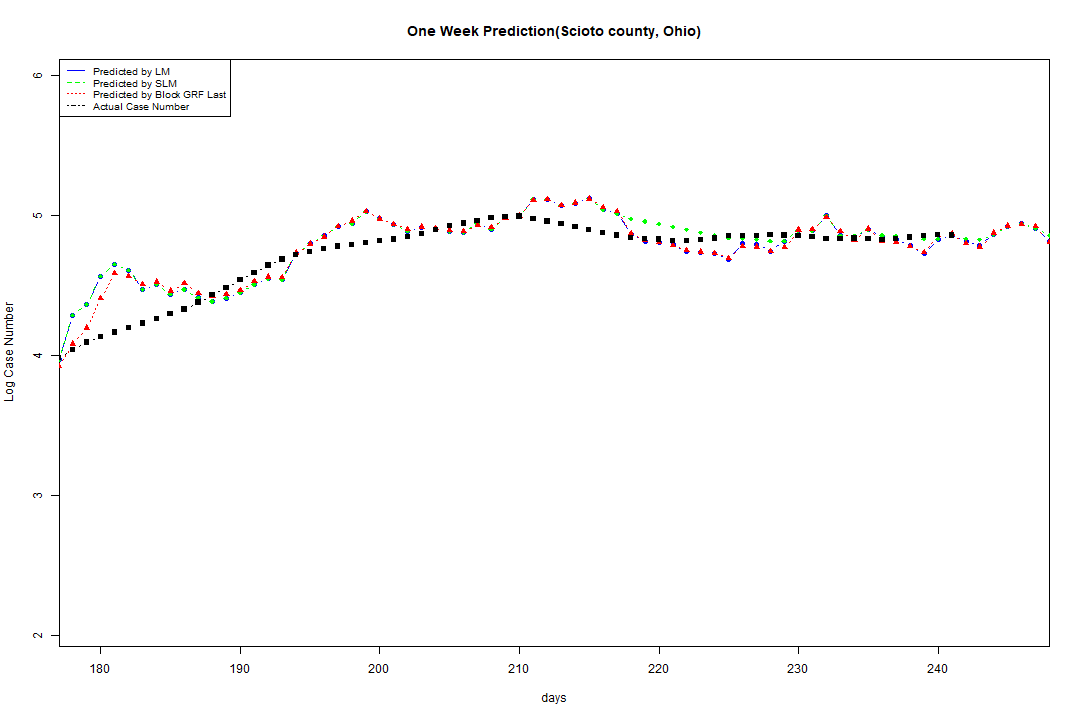 One Week Prediction(Scioto county, Ohio)
Predicted by LM
Predicted by SLM
Predicted by Block GRF Last
Actual Case Number
6
5
4
3
2
Log Case Number
180 190 200 210 220 230 240
days